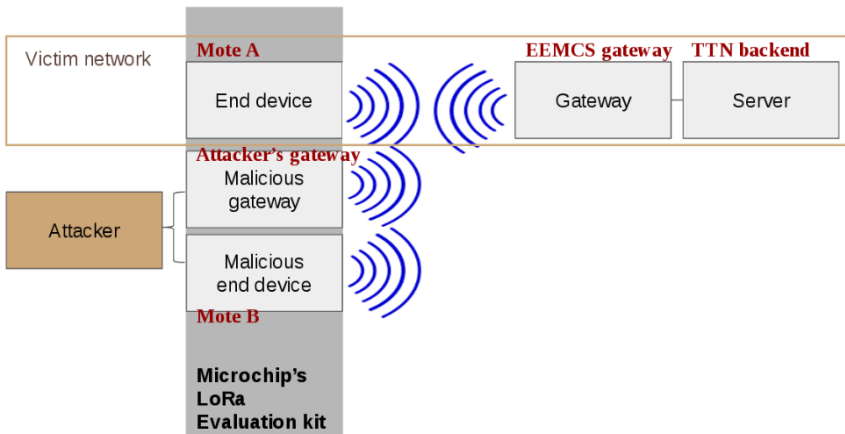 Mote A
EEMCS gateway
TTN backend
Victim network
End device
Gateway
Server
Attacker's gateway
Malicious
gateway
Attacker
Malicious
end device
Mote B
Microchip's
LoRa
Evaluation kit